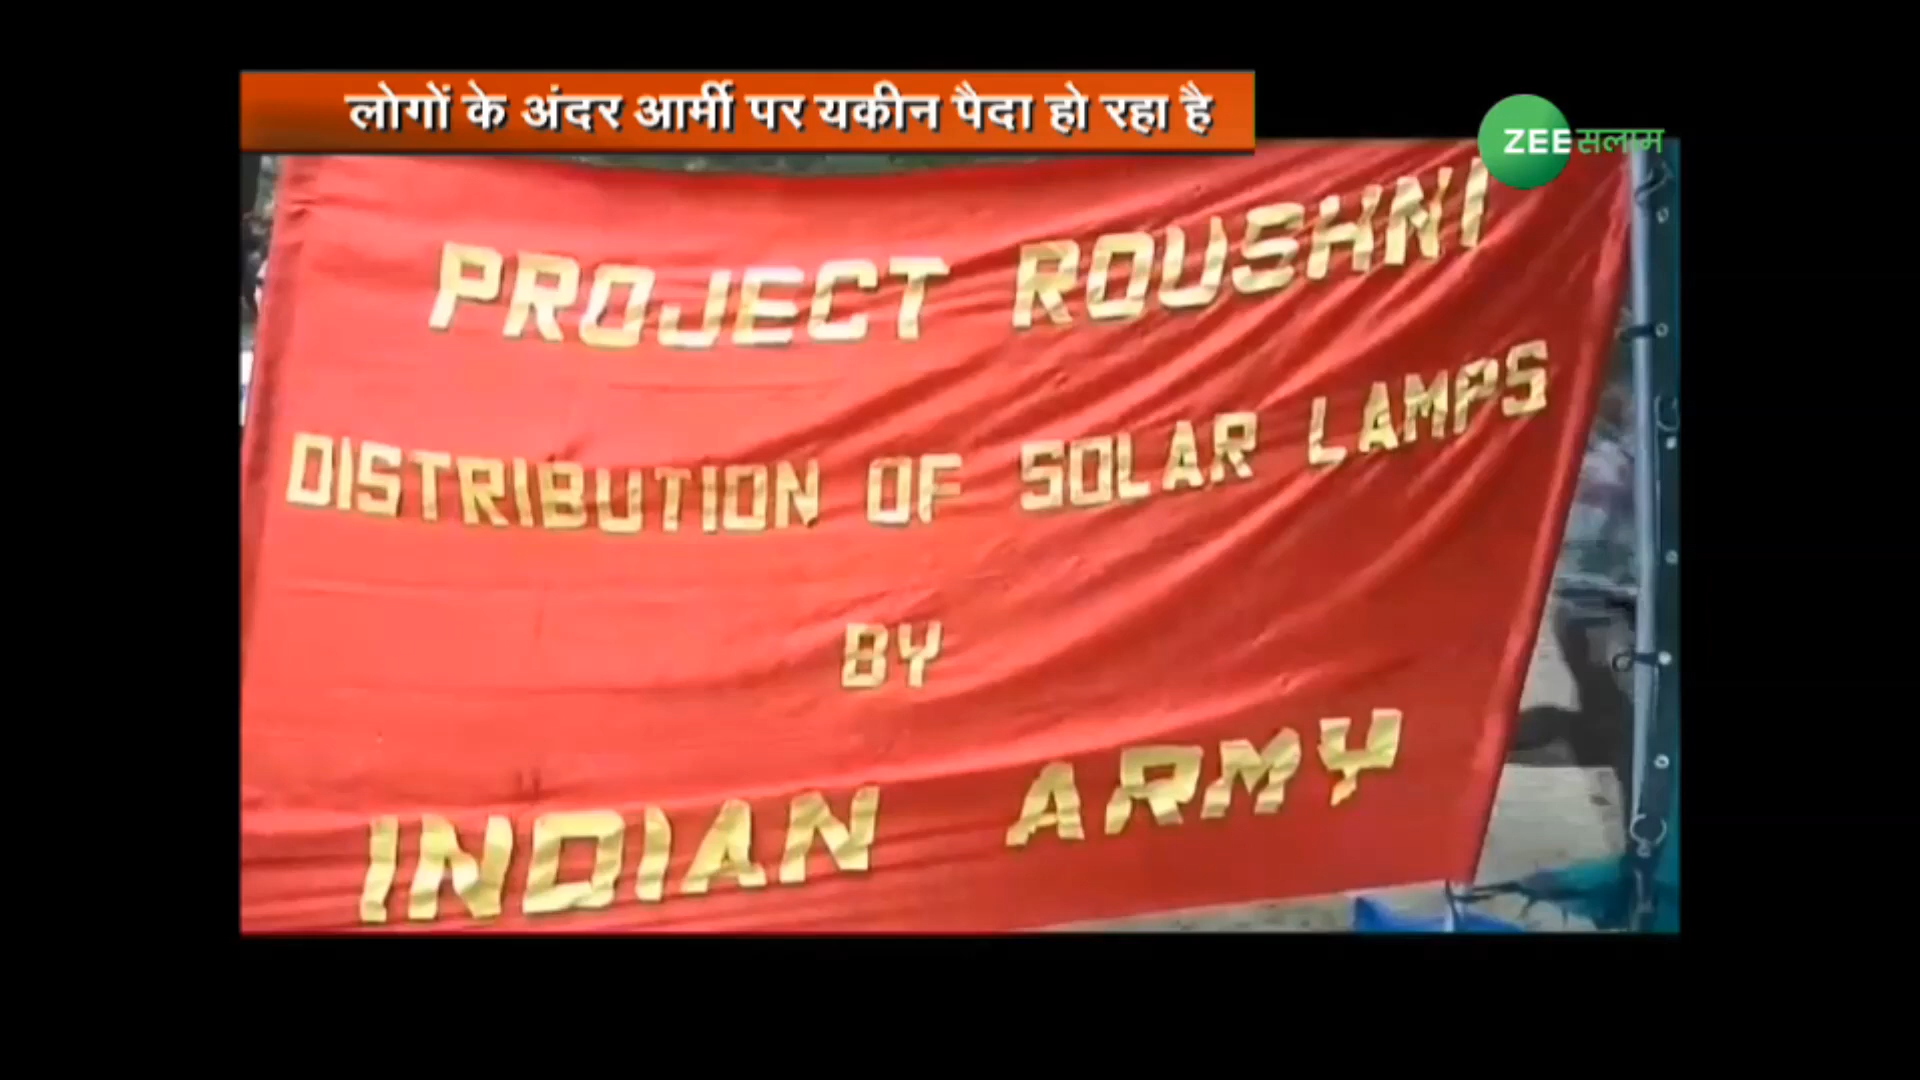 लोगों के अंदर आर्मी पर यकीन पैदा हो रहा है
ZEE सलाम
PROJECT ROUSHNI
DISTRIBUTION OF SOLAR LAMPS
BY
INDIAN ARMY